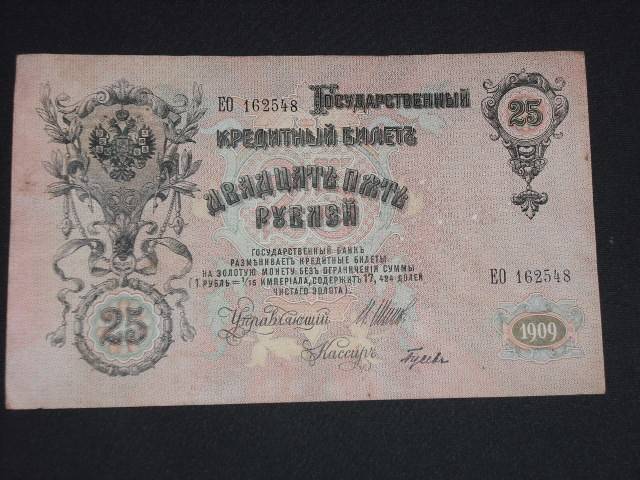 ЕО 162548 Государственный
25
Кредитный Билетъ
Двадцать Пять
Рублей
Государственный Банкъ
размѣниваетъ кредитные билеты
на золотую монету безъ ограниченія суммы
(1 рубль = 1/15 имперiала, содержитъ 17,424 долей
чистаго золота).
ЕО 162548
25
Управляющій
1909
Кассиръ